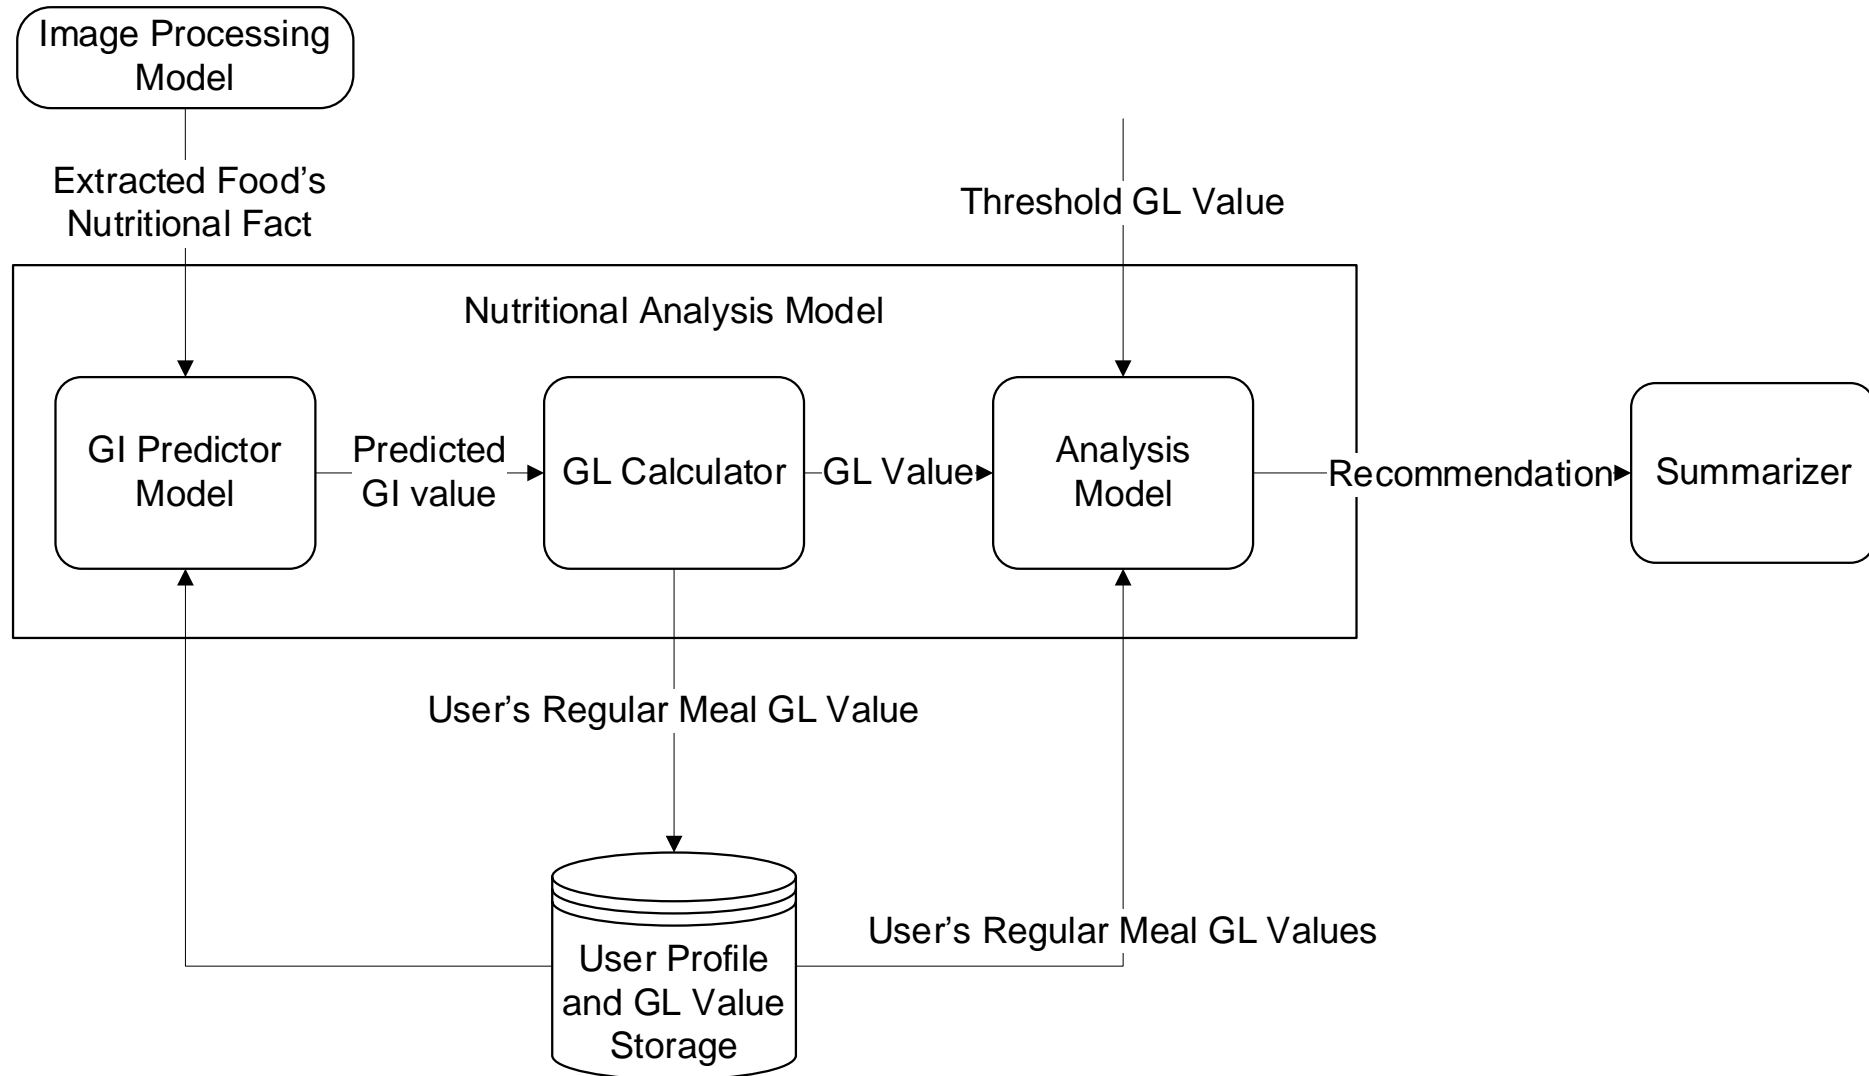 Image Processing
Model
Extracted Food’s
Nutritional Fact
Threshold GL Value
Nutritional Analysis Model
GI Predictor
Model
Predicted
GI value
GL Calculator
GL Value
Analysis
Model
Recommendation
Summarizer
User’s Regular Meal GL Value
User’s Regular Meal GL Values
User Profile
and GL Value
Storage